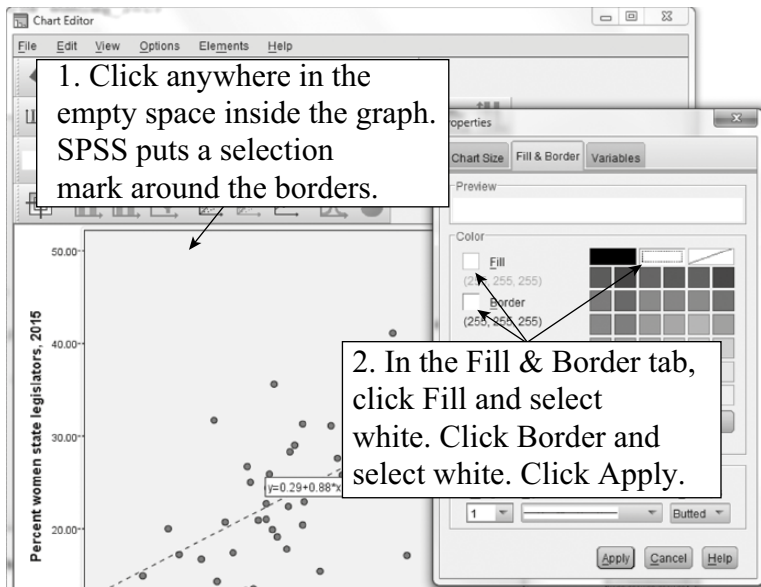 Chart Editor
File Edit View Options Elements Help
1. Click anywhere in the
empty space inside the graph.
SPSS puts a selection
mark around the borders.
Chart Size Fill & Border Variables
Preview
Color
Fill
(255, 255, 255)
Border
(255, 255, 255)
2. In the Fill & Border tab,
click Fill and select
white. Click Border and
select white. Click Apply.
50.00
40.00
30.00
20.00
Percent women state legislators, 2015
y=0.29+0.88*x
1 Butted
Apply Cancel Help